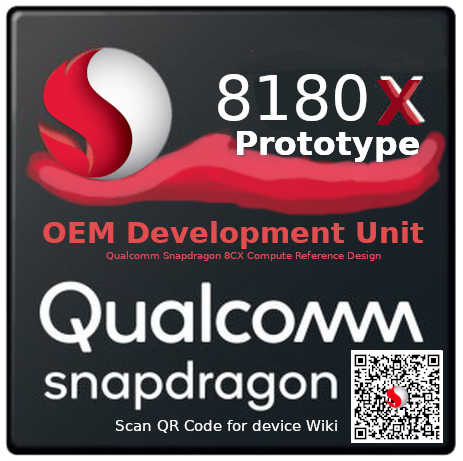 8180X
Prototype
OEM Development Unit
Qualcomm Snapdragon 8CX Compute Reference Design
Qualcomm
snapdragon
Scan QR Code for device Wiki